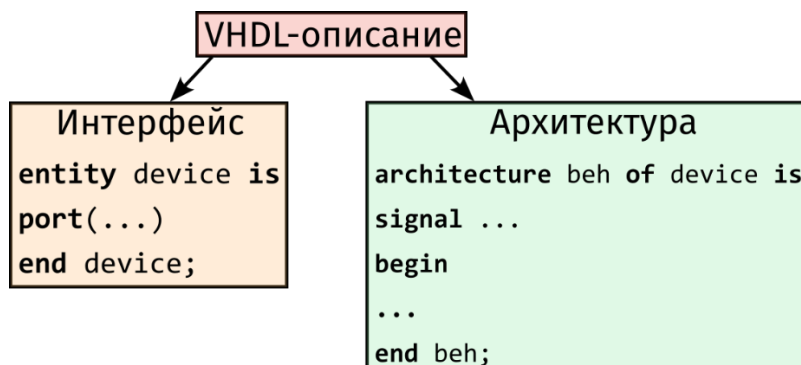 VHDL-описание
Интерфейс
entity device is
port(...)
end device;
Архитектура
architecture beh of device is
signal ...
begin
...
end beh;